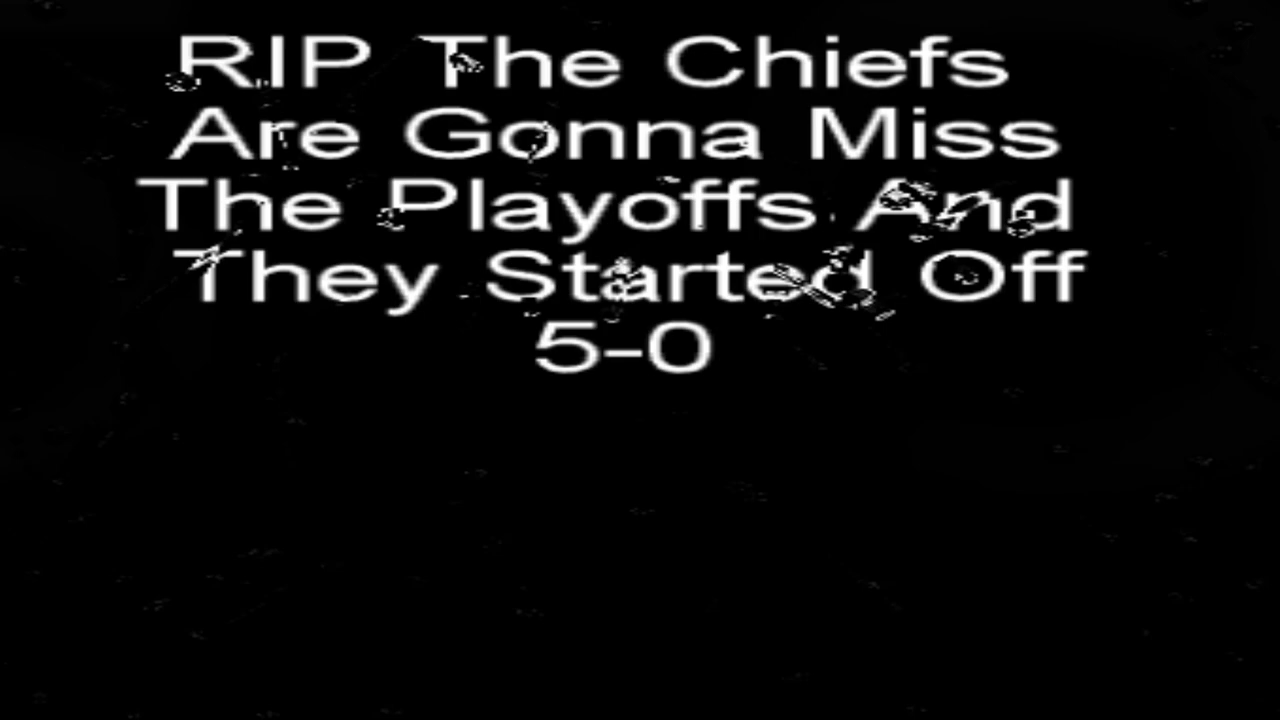 RIP The Chiefs
Are Gonna Miss
The Playoffs And
They Started Off
5-0